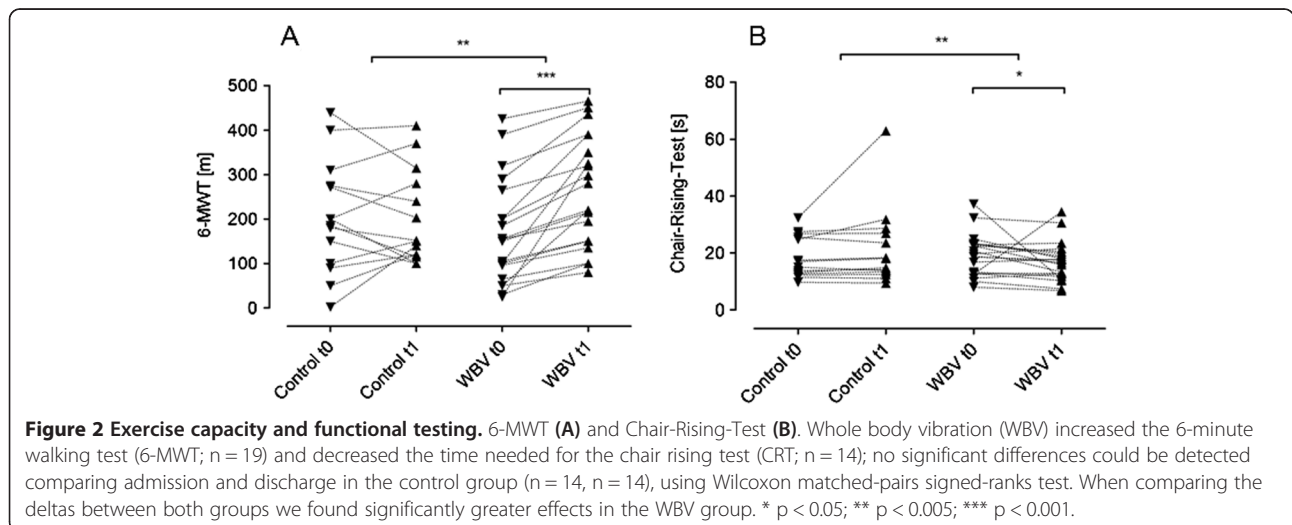 A
B
**
***
**
*
6-MWT [m]
500
400
300
200
100
0
Control t0
Control t1
WBV t0
WBV t1
Chair-Rising-Test [s]
80
60
40
20
0
Control t0
Control t1
WBV t0
WBV t1
Figure 2 Exercise capacity and functional testing. 6-MWT (A) and Chair-Rising-Test (B). Whole body vibration (WBV) increased the 6-minute
walking test (6-MWT; n = 19) and decreased the time needed for the chair rising test (CRT; n = 14); no significant differences could be detected
comparing admission and discharge in the control group (n = 14, n = 14), using Wilcoxon matched-pairs signed-ranks test. When comparing the
deltas between both groups we found significantly greater effects in the WBV group. * p < 0.05; ** p < 0.005; *** p < 0.001.